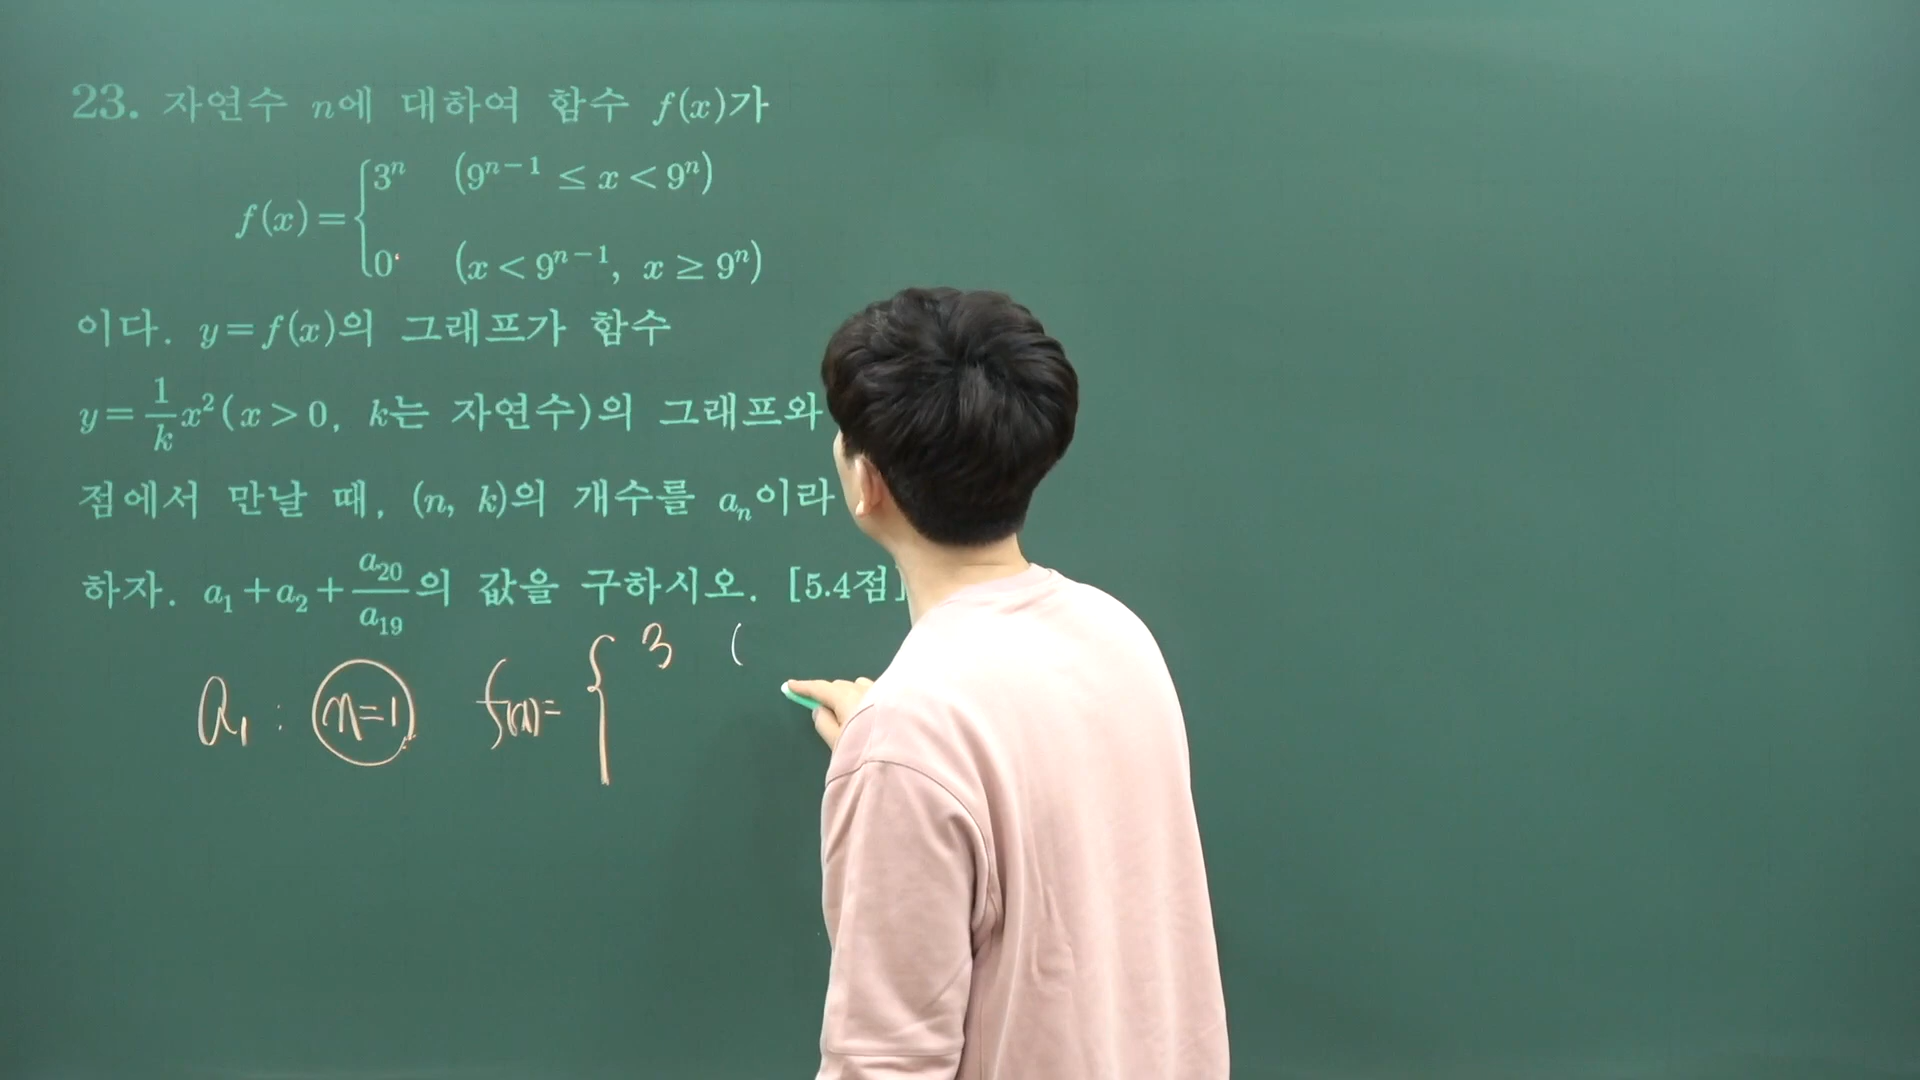 23. 자연수 n에 대하여 함수 f(x)가
f(x) = { 3ⁿ (9ⁿ⁻¹ ≤ x < 9ⁿ)
0 (x < 9ⁿ⁻¹, x ≥ 9ⁿ)
이다. y = f(x)의 그래프가 함수
y = 1/k x² (x > 0, k는 자연수)의 그래프와
점에서 만날 때, (n, k)의 개수를 aₙ이라
하자. a₁ + a₂ + a₂₀/a₁₉의 값을 구하시오. [5.4점]
a₁ : n=1 f(x)= { 3 (